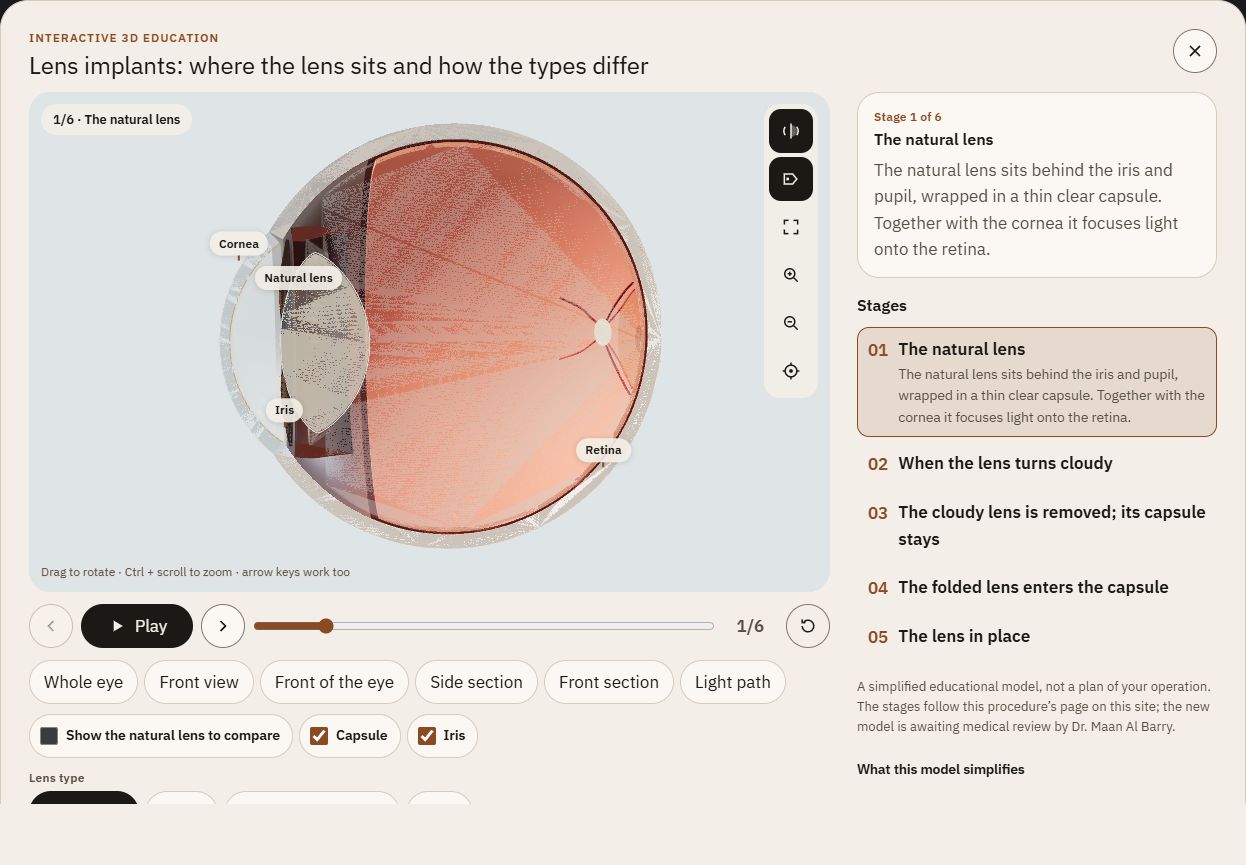 INTERACTIVE 3D EDUCATION
Lens implants: where the lens sits and how the types differ
1/6 · The natural lens
Cornea
Natural lens
Iris
Retina
Drag to rotate · Ctrl + scroll to zoom · arrow keys work too
Play
1/6
Whole eye
Front view
Front of the eye
Side section
Front section
Light path
Show the natural lens to compare
Capsule
Iris
Lens type
Stage 1 of 6
The natural lens
The natural lens sits behind the iris and
pupil, wrapped in a thin clear capsule.
Together with the cornea it focuses light
onto the retina.
Stages
01 The natural lens
The natural lens sits behind the iris and pupil,
wrapped in a thin clear capsule. Together with the
cornea it focuses light onto the retina.
02 When the lens turns cloudy
03 The cloudy lens is removed; its capsule
stays
04 The folded lens enters the capsule
05 The lens in place
A simplified educational model, not a plan of your operation.
The stages follow this procedure’s page on this site; the new
model is awaiting medical review by Dr. Maan Al Barry.
What this model simplifies